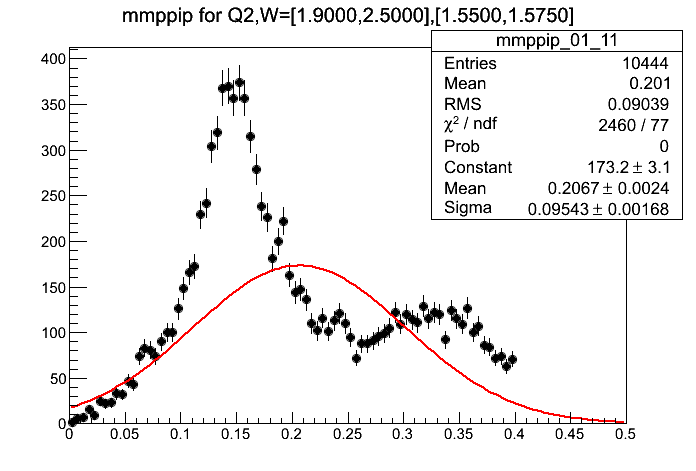 mmppip for Q2,W=[1.9000,2.5000],[1.5500,1.5750]
mmppip_01_11
Entries 10444
Mean 0.201
RMS 0.09039
χ² / ndf 2460 / 77
Prob 0
Constant 173.2 ± 3.1
Mean 0.2067 ± 0.0024
Sigma 0.09543 ± 0.00168
400
350
300
250
200
150
100
50
0
0 0.05 0.1 0.15 0.2 0.25 0.3 0.35 0.4 0.45 0.5